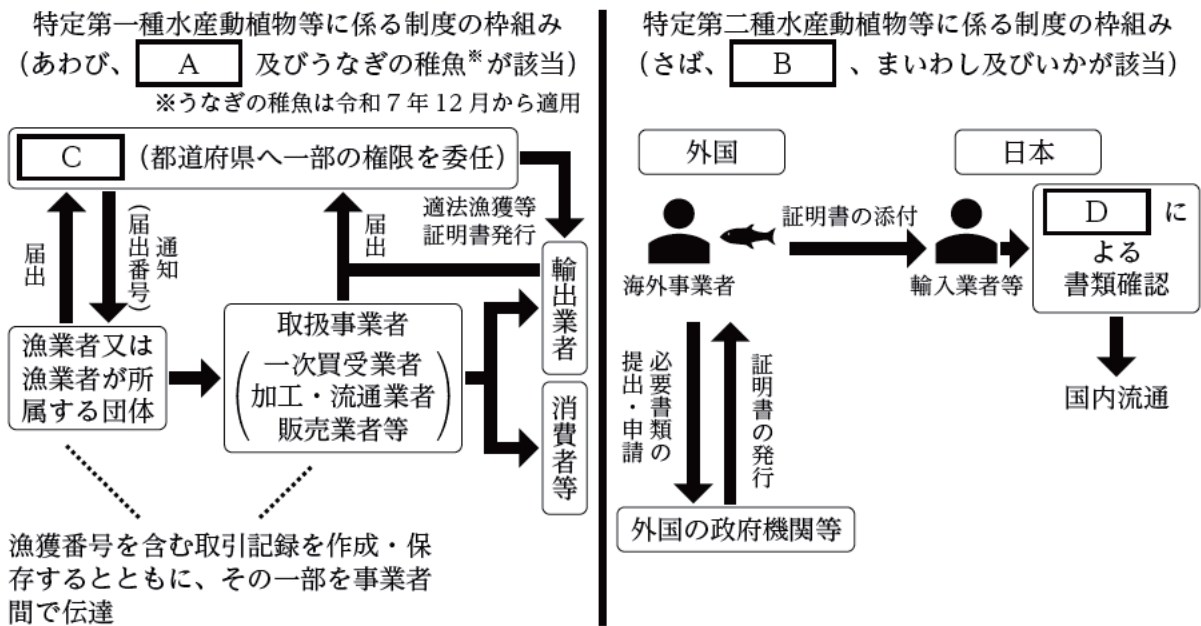 特定第一種水産動植物等に係る制度の枠組み
（あわび、 A 及びうなぎの稚魚※が該当）
※うなぎの稚魚は令和７年12月から適用
C （都道府県へ一部の権限を委任）
届出
通知
（届出番号）
届出
適法漁獲等
証明書発行
漁業者又は
漁業者が所
属する団体
取扱事業者
一次買受業者
加工・流通業者
販売業者等
輸出業者
消費者等
漁獲番号を含む取引記録を作成・保
存するとともに、その一部を事業者
間で伝達
特定第二種水産動植物等に係る制度の枠組み
（さば、 B 、まいわし及びいかが該当）
外国
日本
海外事業者
証明書の添付
輸入業者等
D に
よる
書類確認
国内流通
必要書類の
提出・申請
証明書の発行
外国の政府機関等